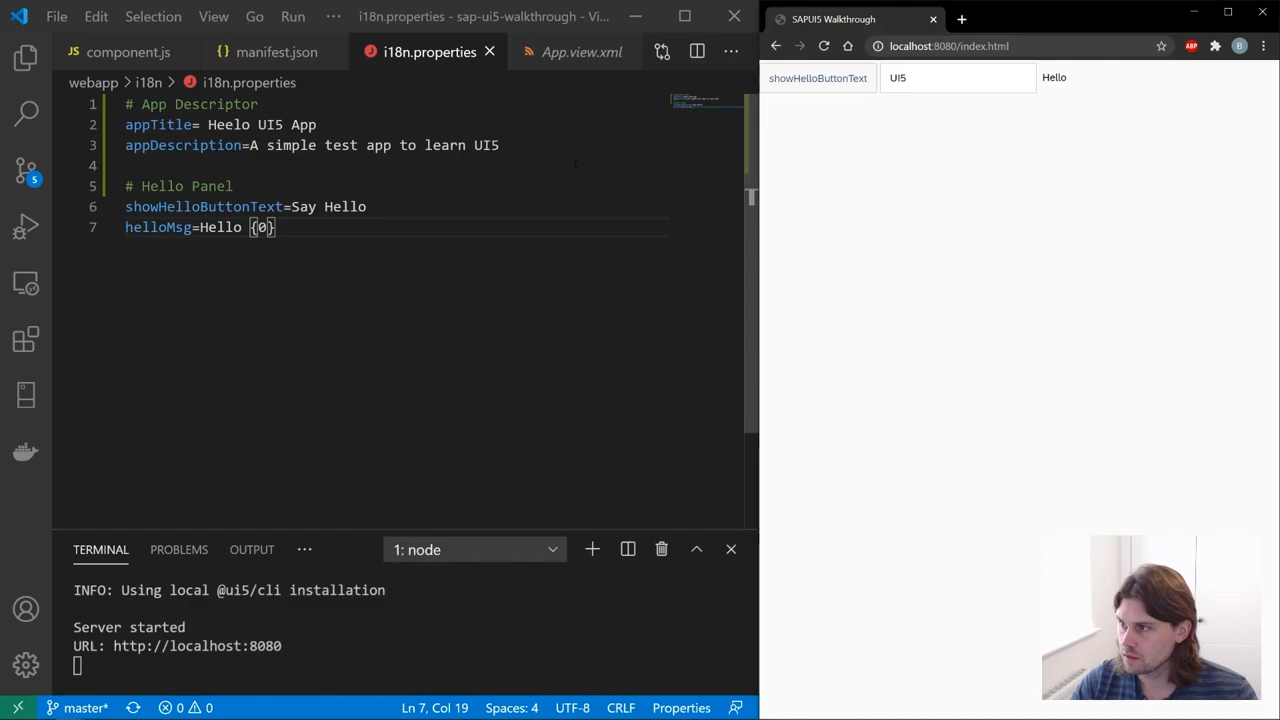 File Edit Selection View Go Run ··· i18n.properties - sap-ui5-walkthrough - Vi...
JS component.js {} manifest.json i18n.properties App.view.xml ···
webapp > i18n > i18n.properties
1 # App Descriptor
2 appTitle= Heelo UI5 App
3 appDescription=A simple test app to learn UI5
4
5 # Hello Panel
6 showHelloButtonText=Say Hello
7 helloMsg=Hello {0}
5
TERMINAL PROBLEMS OUTPUT ··· 1: node
INFO: Using local @ui5/cli installation
Server started
URL: http://localhost:8080
master* 0 0 Ln 7, Col 19 Spaces: 4 UTF-8 CRLF Properties
SAPUI5 Walkthrough
localhost:8080/index.html ABP B
showHelloButtonText UI5 Hello